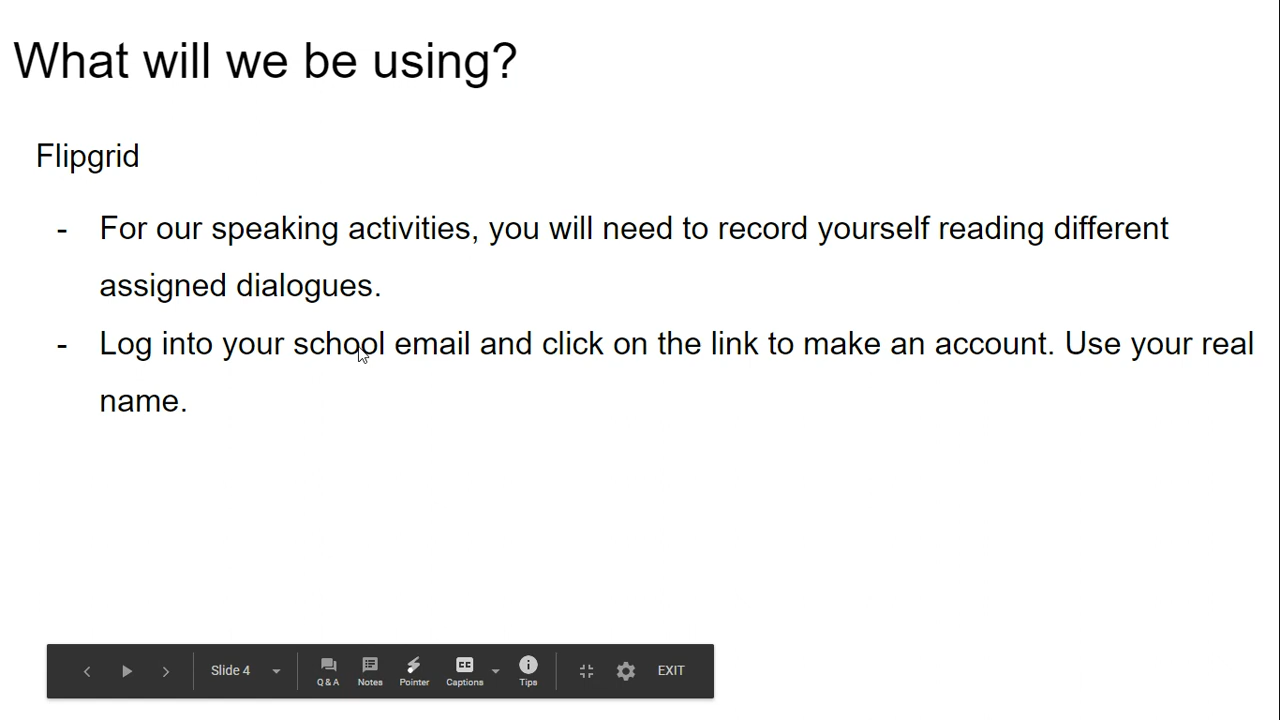 What will we be using?
Flipgrid
- For our speaking activities, you will need to record yourself reading different
assigned dialogues.
- Log into your school email and click on the link to make an account. Use your real
name.
Slide 4
Q & A
Notes
Pointer
CC
Captions
Tips
EXIT